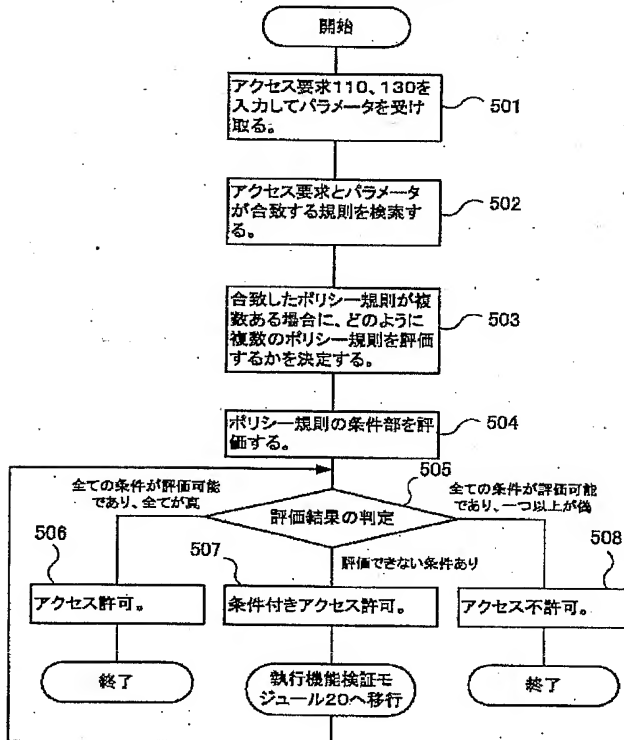 開始
アクセス要求110、130を
入力してパラメータを受け
取る。
501
アクセス要求とパラメータ
が合致する規則を検索す
る。
502
合致したポリシー規則が複
数ある場合に、どのように
複数のポリシー規則を評価
するかを決定する。
503
ポリシー規則の条件部を評
価する。
504
全ての条件が評価可能
であり、全てが真
505
全ての条件が評価可能
であり、一つ以上が偽
評価結果の判定
506
507
評価できない条件あり
508
アクセス許可。
条件付きアクセス許可。
アクセス不許可。
終了
執行機能検証モ
ジュール20へ移行
終了